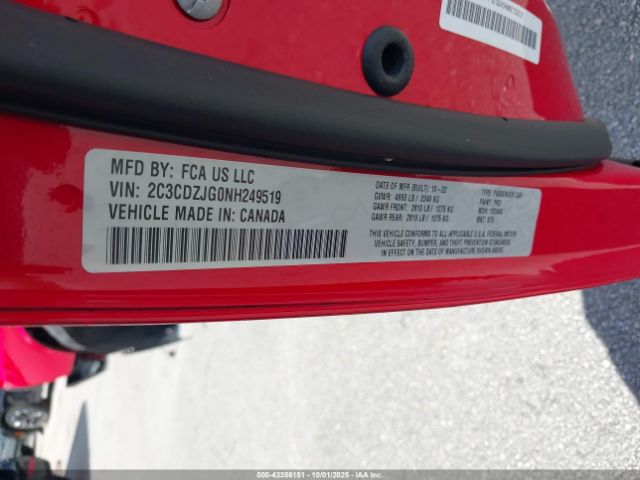 MFD BY: FCA US LLC
VIN: 2C3CDZJG0NH249519
VEHICLE MADE IN: CANADA
DATE OF MFR (BUILT): 10-22
GVWR: 4950 LB / 2245 KG
GAWR FRONT: 2810 LB / 1275 KG
GAWR REAR: 2810 LB / 1275 KG
TYPE: PASSENGER CAR
PAINT: PR3
THIS VEHICLE CONFORMS TO ALL APPLICABLE U.S.A. FEDERAL MOTOR
VEHICLE SAFETY, BUMPER, AND THEFT PREVENTION STANDARDS
IN EFFECT ON THE DATE OF MANUFACTURE SHOWN ABOVE.
000-43356151 - 10/01/2025 - IAA Inc.